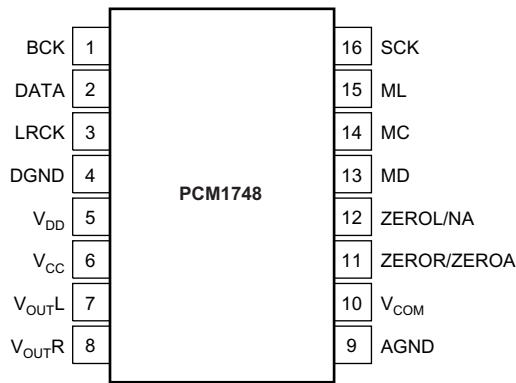 BCK 1 16 SCK
DATA 2 15 ML
LRCK 3 14 MC
DGND 4 13 MD
PCM1748
VDD 5 12 ZEROL/NA
VCC 6 11 ZEROR/ZEROA
VOUTL 7 10 VCOM
VOUTR 8 9 AGND